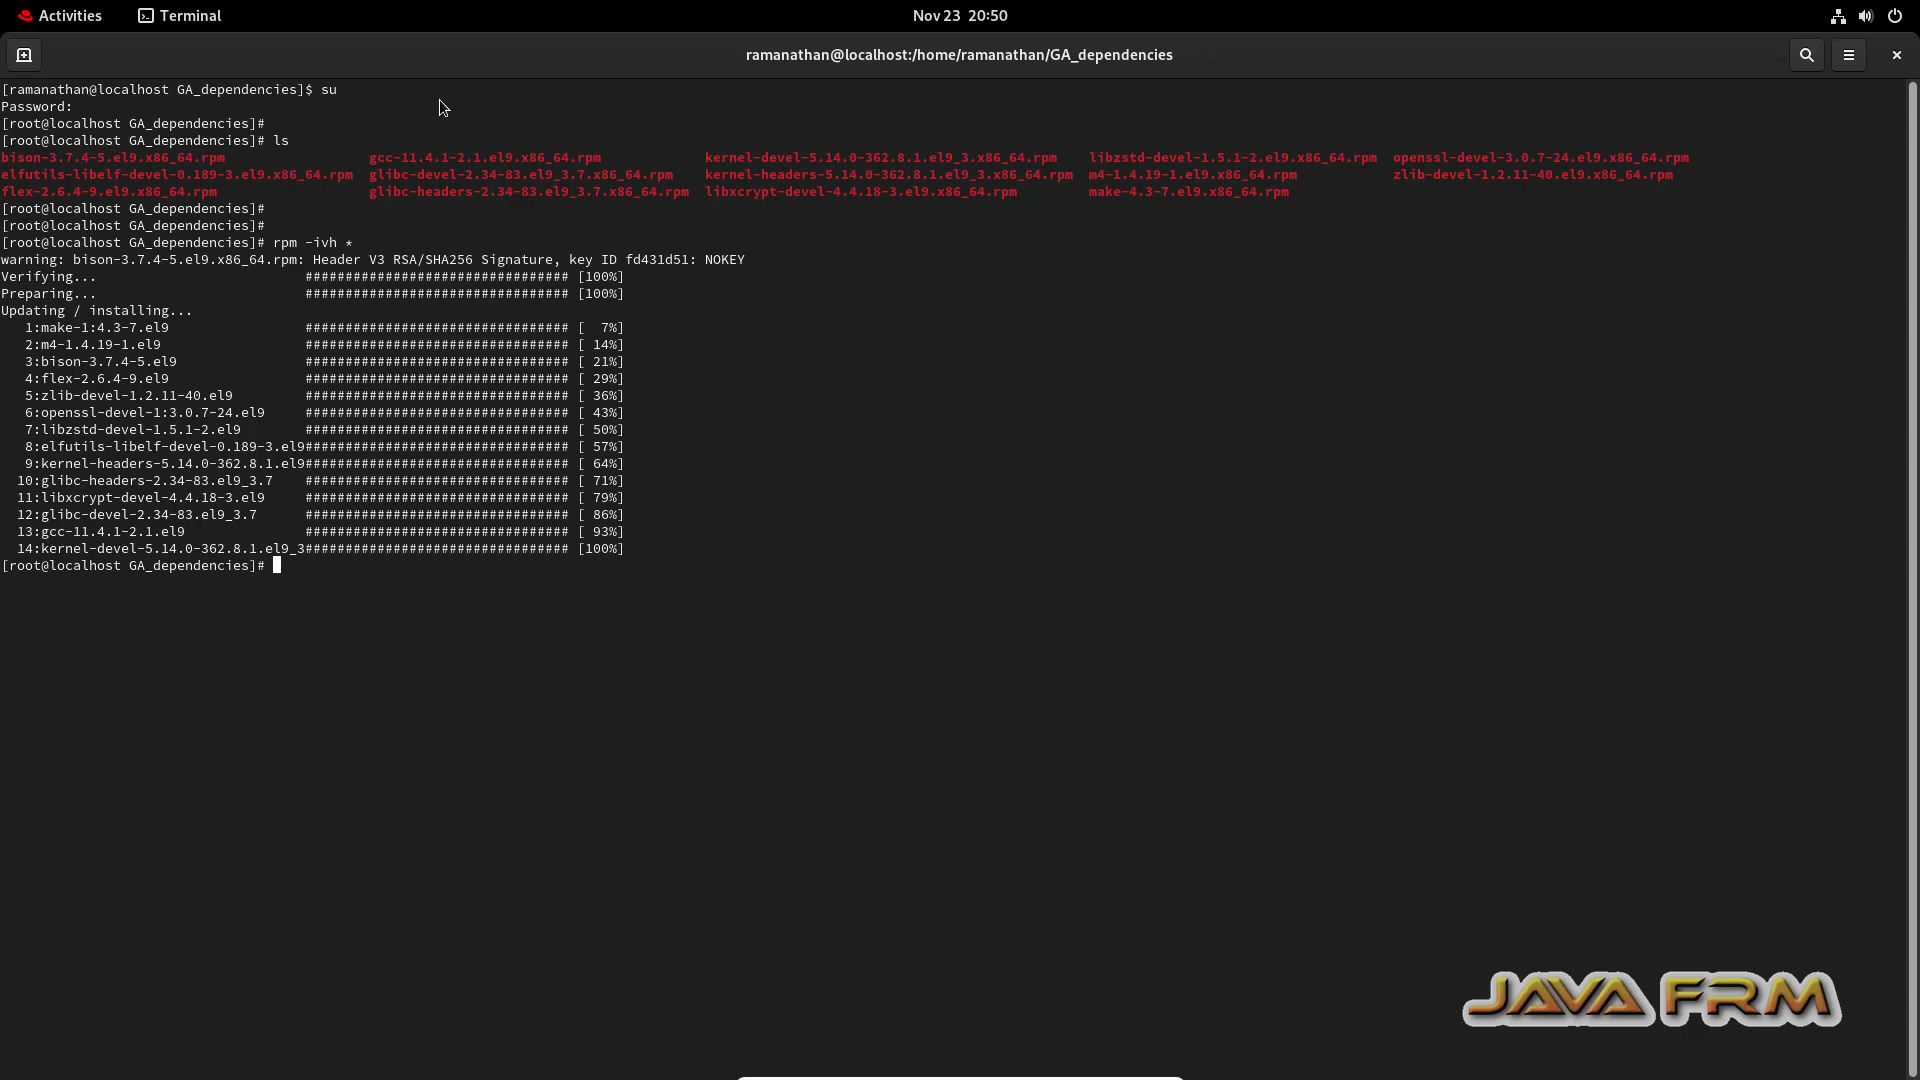 Activities Terminal Nov 23 20:50
ramanathan@localhost:/home/ramanathan/GA_dependencies
[ramanathan@localhost GA_dependencies]$ su
Password:
[root@localhost GA_dependencies]#
[root@localhost GA_dependencies]# ls
bison-3.7.4-5.el9.x86_64.rpm gcc-11.4.1-2.1.el9.x86_64.rpm kernel-devel-5.14.0-362.8.1.el9_3.x86_64.rpm libzstd-devel-1.5.1-2.el9.x86_64.rpm openssl-devel-3.0.7-24.el9.x86_64.rpm
elfutils-libelf-devel-0.189-3.el9.x86_64.rpm glibc-devel-2.34-83.el9_3.7.x86_64.rpm kernel-headers-5.14.0-362.8.1.el9_3.x86_64.rpm m4-1.4.19-1.el9.x86_64.rpm zlib-devel-1.2.11-40.el9.x86_64.rpm
flex-2.6.4-9.el9.x86_64.rpm glibc-headers-2.34-83.el9_3.7.x86_64.rpm libxcrypt-devel-4.4.18-3.el9.x86_64.rpm make-4.3-7.el9.x86_64.rpm
[root@localhost GA_dependencies]#
[root@localhost GA_dependencies]#
[root@localhost GA_dependencies]# rpm -ivh *
warning: bison-3.7.4-5.el9.x86_64.rpm: Header V3 RSA/SHA256 Signature, key ID fd431d51: NOKEY
Verifying... ################################# [100%]
Preparing... ################################# [100%]
Updating / installing...
1:make-1:4.3-7.el9 ################################# [ 7%]
2:m4-1.4.19-1.el9 ################################# [ 14%]
3:bison-3.7.4-5.el9 ################################# [ 21%]
4:flex-2.6.4-9.el9 ################################# [ 29%]
5:zlib-devel-1.2.11-40.el9 ################################# [ 36%]
6:openssl-devel-1:3.0.7-24.el9 ################################# [ 43%]
7:libzstd-devel-1.5.1-2.el9 ################################# [ 50%]
8:elfutils-libelf-devel-0.189-3.el9################################# [ 57%]
9:kernel-headers-5.14.0-362.8.1.el9################################# [ 64%]
10:glibc-headers-2.34-83.el9_3.7 ################################# [ 71%]
11:libxcrypt-devel-4.4.18-3.el9 ################################# [ 79%]
12:glibc-devel-2.34-83.el9_3.7 ################################# [ 86%]
13:gcc-11.4.1-2.1.el9 ################################# [ 93%]
14:kernel-devel-5.14.0-362.8.1.el9_3################################# [100%]
[root@localhost GA_dependencies]#
JAVA FRM